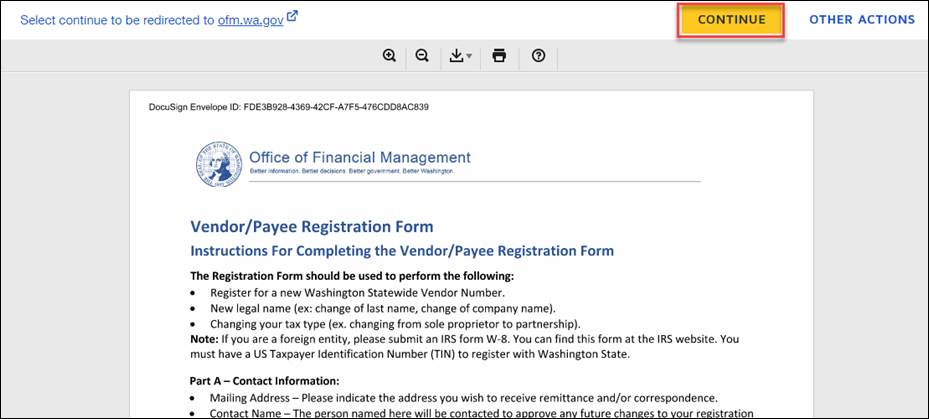 Select continue to be redirected to ofm.wa.gov
CONTINUE
OTHER ACTIONS
DocuSign Envelope ID: FDE3B928-4369-42CF-A7F5-476CDD8AC839
Office of Financial Management
Better information. Better decisions. Better government. Better Washington.
Vendor/Payee Registration Form
Instructions For Completing the Vendor/Payee Registration Form
The Registration Form should be used to perform the following:
• Register for a new Washington Statewide Vendor Number.
• New legal name (ex: change of last name, change of company name).
• Changing your tax type (ex. changing from sole proprietor to partnership).
Note: If you are a foreign entity, please submit an IRS form W-8. You can find this form at the IRS website. You
must have a US Taxpayer Identification Number (TIN) to register with Washington State.
Part A – Contact Information:
• Mailing Address – Please indicate the address you wish to receive remittance and/or correspondence.
• Contact Name – The person named here will be contacted to approve any future changes to your registration